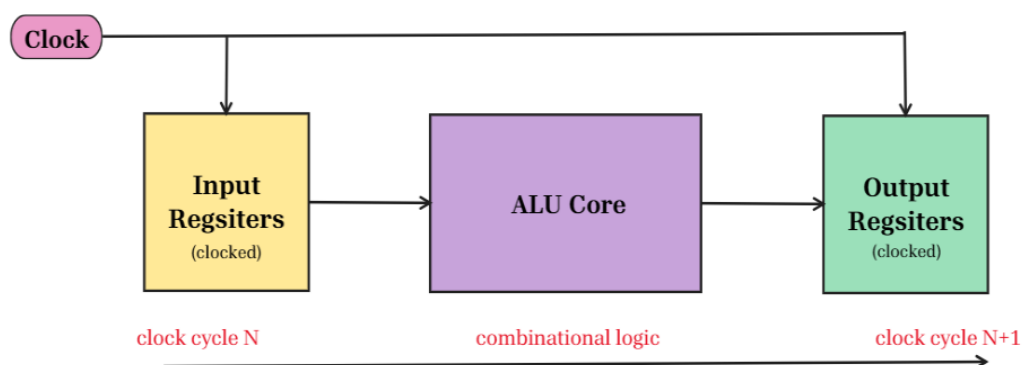 Clock
Input
Regsiters
(clocked)
ALU Core
Output
Regsiters
(clocked)
clock cycle N
combinational logic
clock cycle N+1